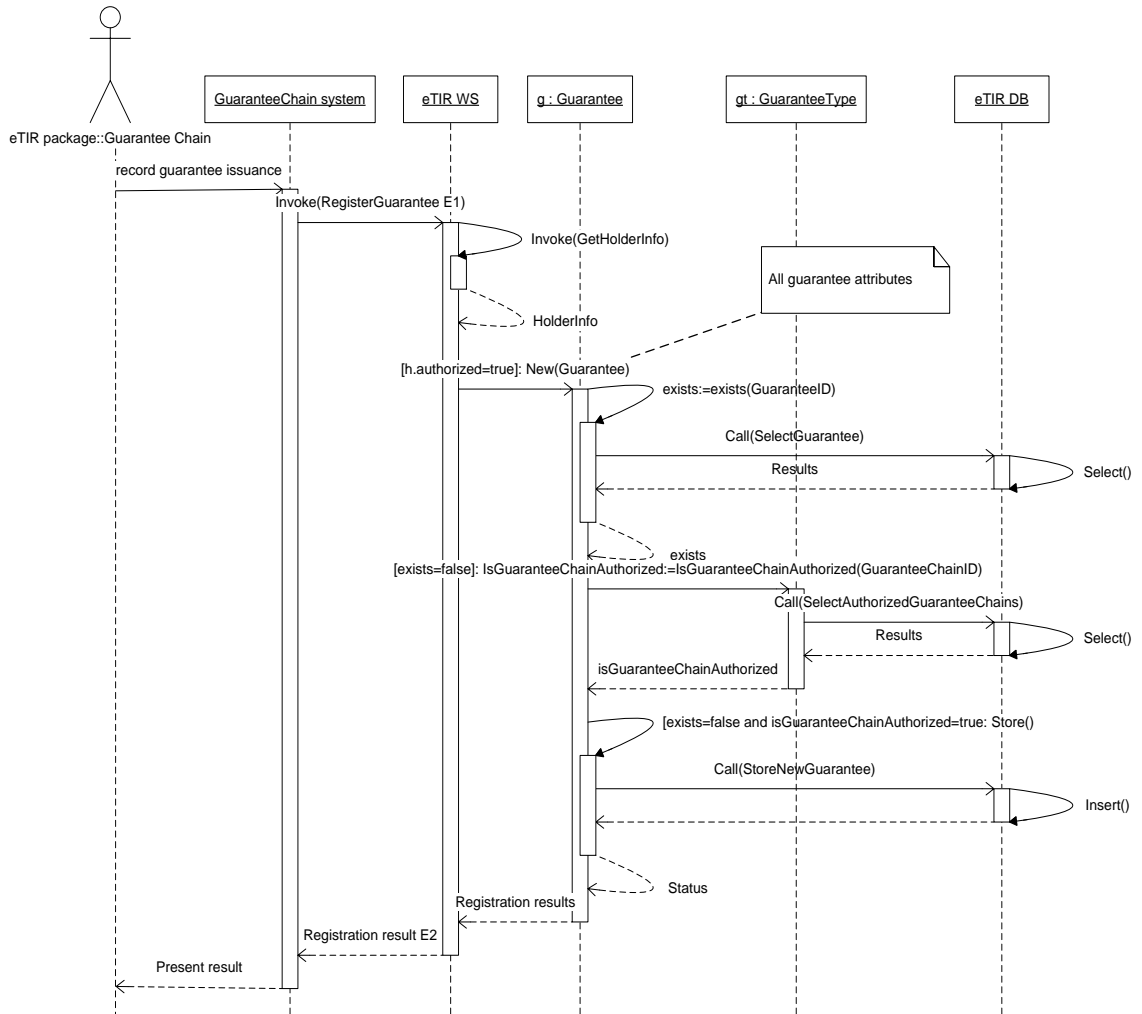 GuaranteeChain system
eTIR WS
g : Guarantee
gt : GuaranteeType
eTIR DB
eTIR package::Guarantee Chain
record guarantee issuance
Invoke(RegisterGuarantee E1)
Invoke(GetHolderInfo)
All guarantee attributes
HolderInfo
[h.authorized=true]: New(Guarantee)
exists:=exists(GuaranteeID)
Call(SelectGuarantee)
Results
Select()
exists
[exists=false]: IsGuaranteeChainAuthorized:=IsGuaranteeChainAuthorized(GuaranteeChainID)
Call(SelectAuthorizedGuaranteeChains)
Results
Select()
isGuaranteeChainAuthorized
[exists=false and isGuaranteeChainAuthorized=true: Store()
Call(StoreNewGuarantee)
Insert()
Status
Registration results
Registration result E2
Present result